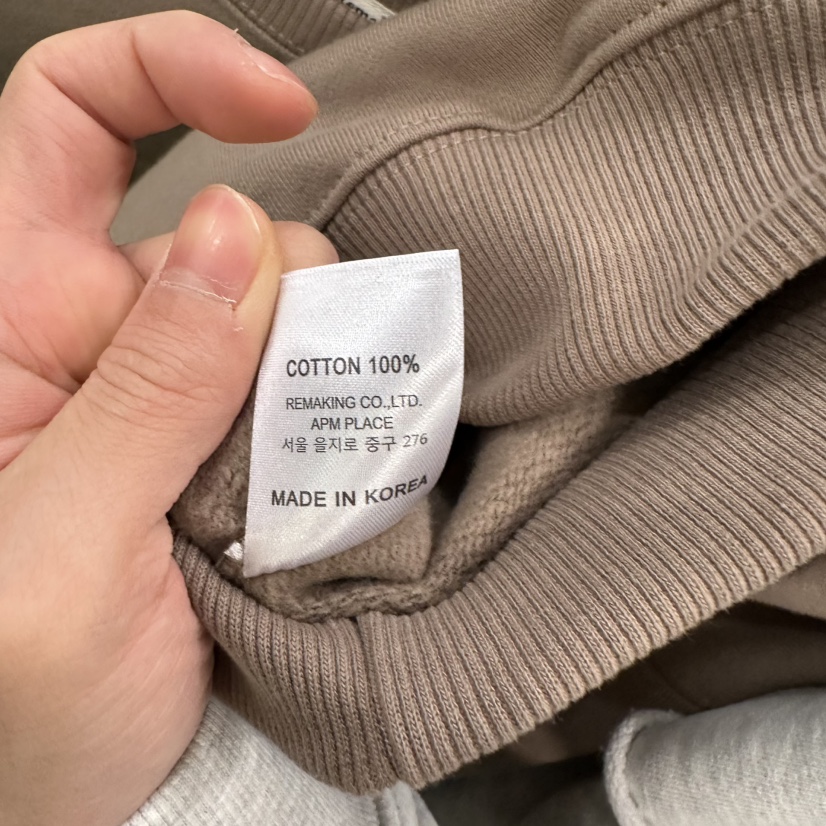 COTTON 100%
REMAKING CO.,LTD.
APM PLACE
서울 을지로 중구 276
MADE IN KOREA